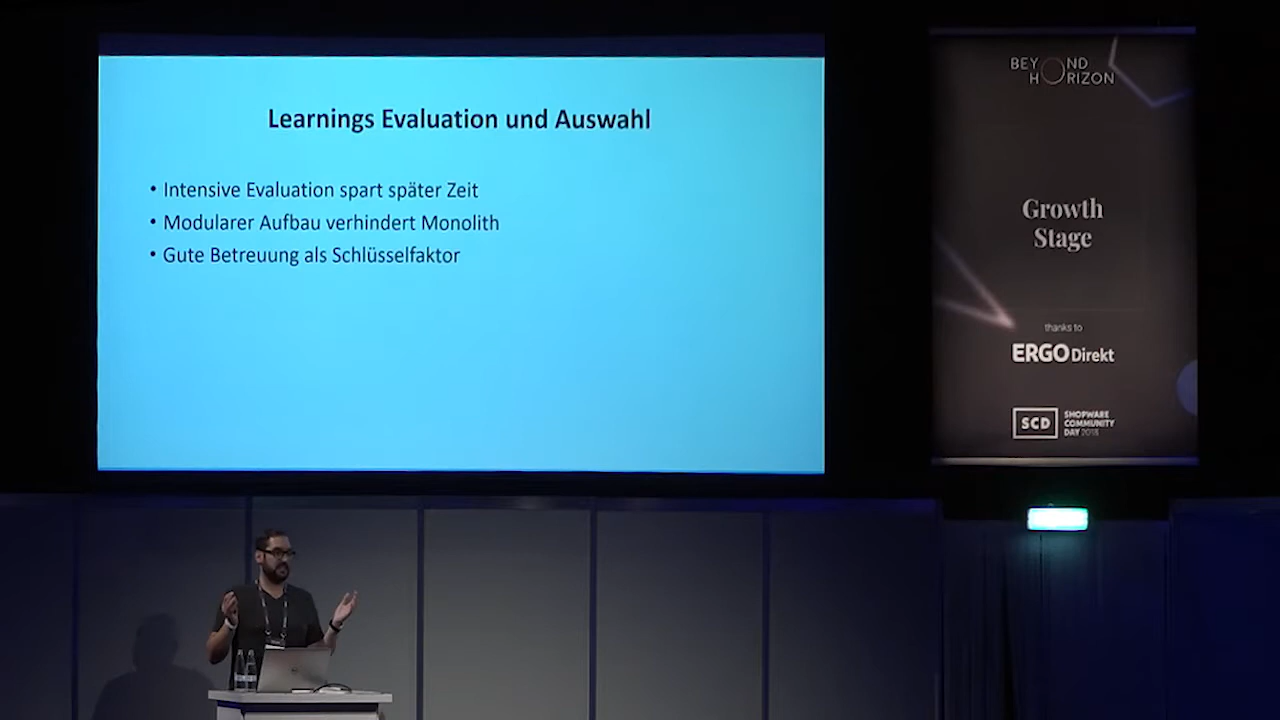 Learnings Evaluation und Auswahl
• Intensive Evaluation spart später Zeit
• Modularer Aufbau verhindert Monolith
• Gute Betreuung als Schlüsselfaktor
BEYOND
HORIZON
Growth
Stage
thanks to
ERGO Direkt
SCD
SHOPWARE
COMMUNITY
DAY 2018